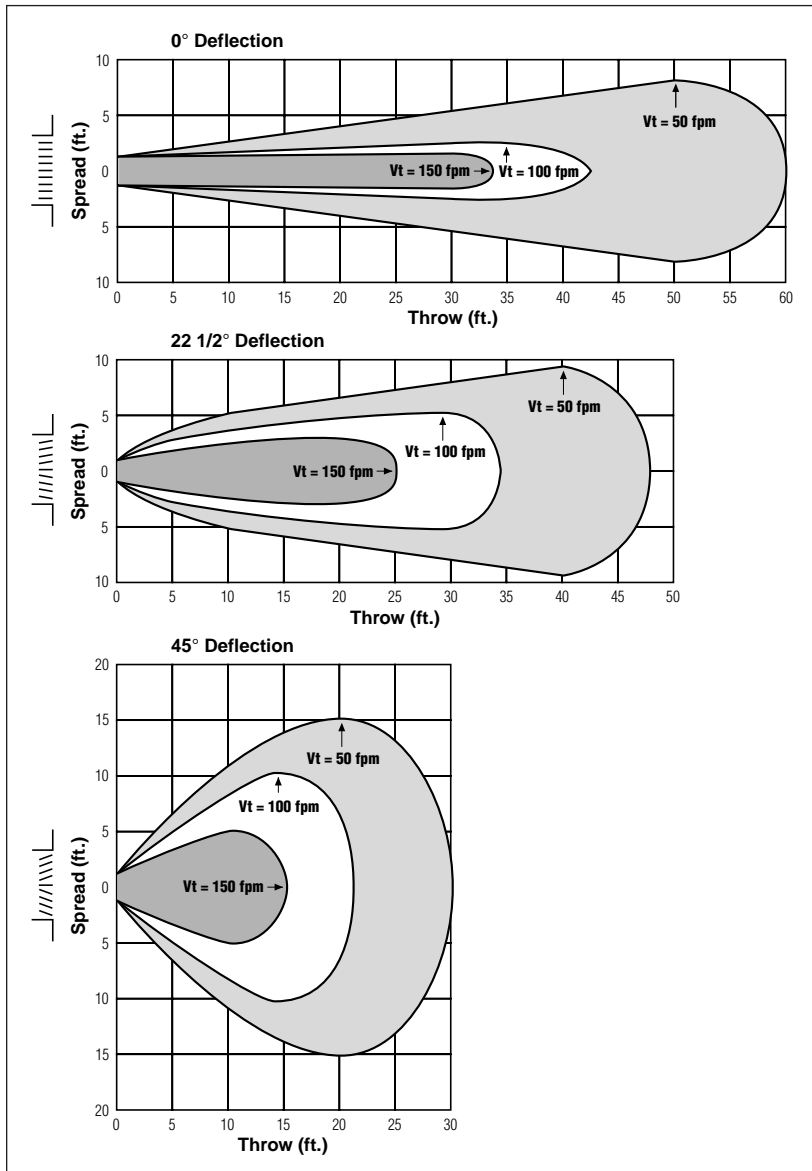 0° Deflection
10
5
0
5
10
Spread (ft.)
Vt = 50 fpm
Vt = 150 fpm
Vt = 100 fpm
0 5 10 15 20 25 30 35 40 45 50 55 60
Throw (ft.)
22 1/2° Deflection
10
5
0
5
10
Spread (ft.)
Vt = 50 fpm
Vt = 100 fpm
Vt = 150 fpm
0 5 10 15 20 25 30 35 40 45 50
Throw (ft.)
45° Deflection
20
15
10
5
0
5
10
15
20
Spread (ft.)
Vt = 50 fpm
Vt = 100 fpm
Vt = 150 fpm
0 5 10 15 20 25 30
Throw (ft.)